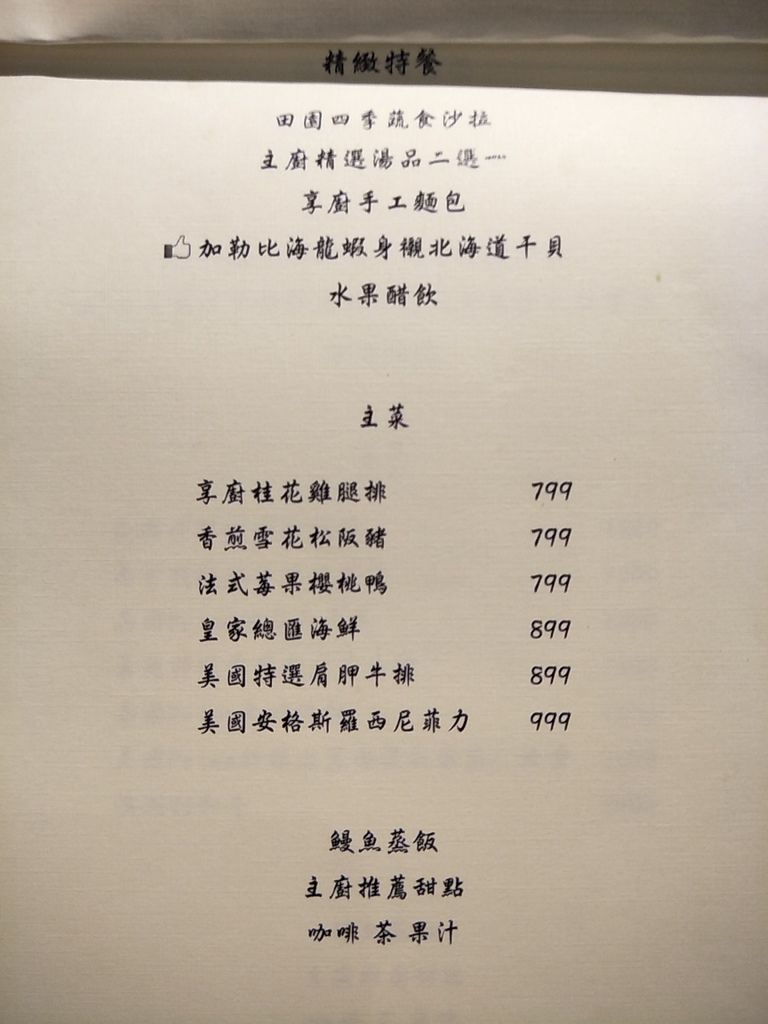 精緻特餐
田園四季蔬食沙拉
主廚精選湯品二選一
享廚手工麵包
加勒比海龍蝦身襯北海道干貝
水果醋飲
主菜
享廚桂花雞腿排 799
香煎雪花松阪豬 799
法式莓果櫻桃鴨 799
皇家總匯海鮮 899
美國特選肩胛牛排 899
美國安格斯羅西尼菲力 999
鰻魚蒸飯
主廚推薦甜點
咖啡 茶 果汁